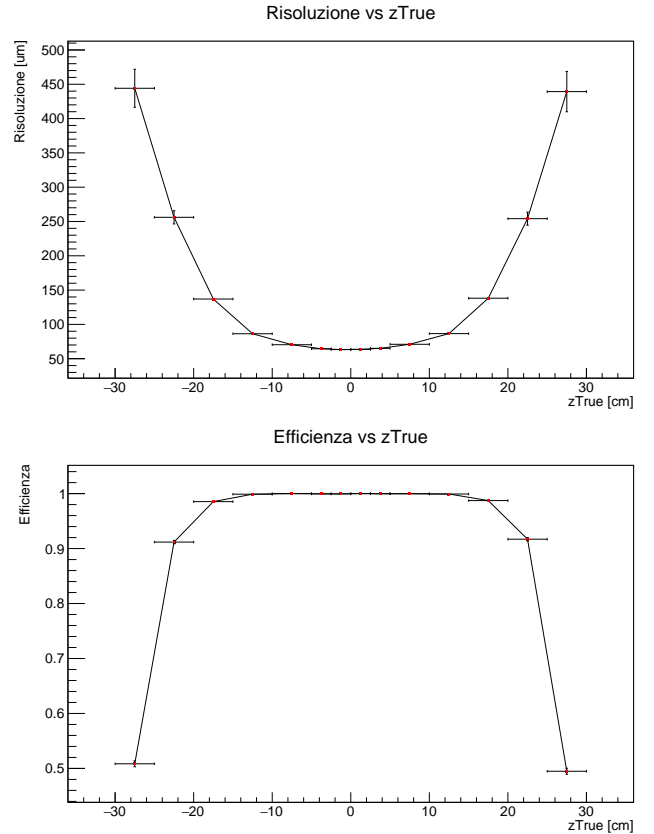 Risoluzione vs zTrue
Risoluzione [um]
500
450
400
350
300
250
200
150
100
50
−30 −20 −10 0 10 20 30
zTrue [cm]
Efficienza vs zTrue
Efficienza
1
0.9
0.8
0.7
0.6
0.5
−30 −20 −10 0 10 20 30
zTrue [cm]